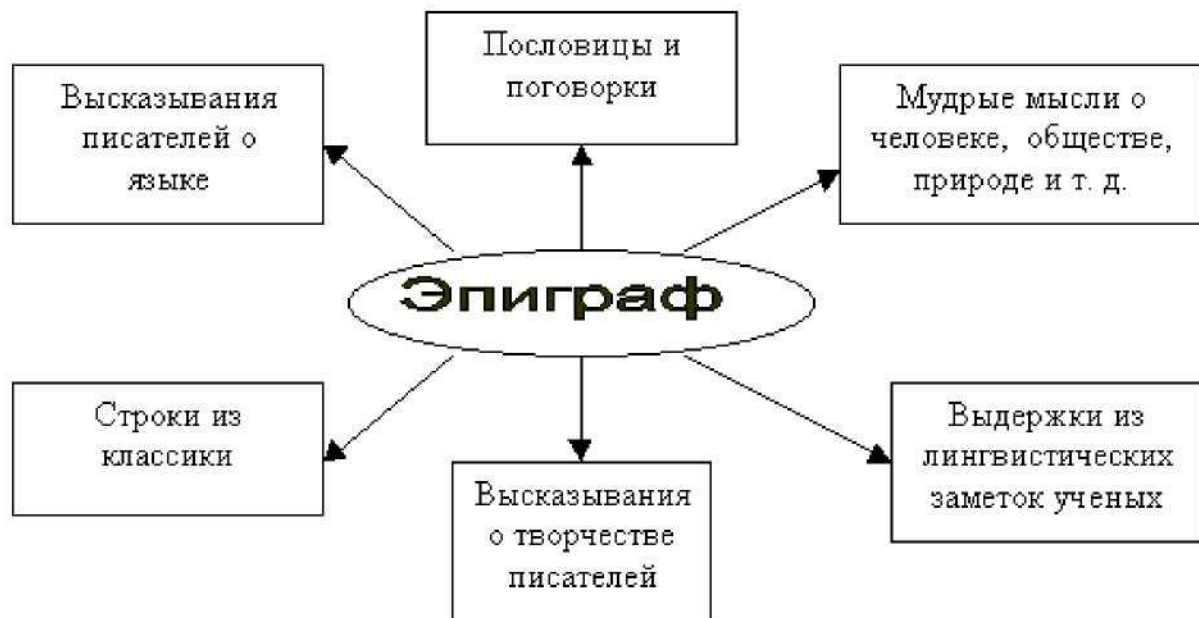 Пословицы и
поговорки
Высказывания
писателей о
языке
Мудрые мысли о
человеке, обществе,
природе и т. д.
Эпиграф
Строки из
классики
Высказывания
о творчестве
писателей
Выдержки из
лингвистических
заметок ученых